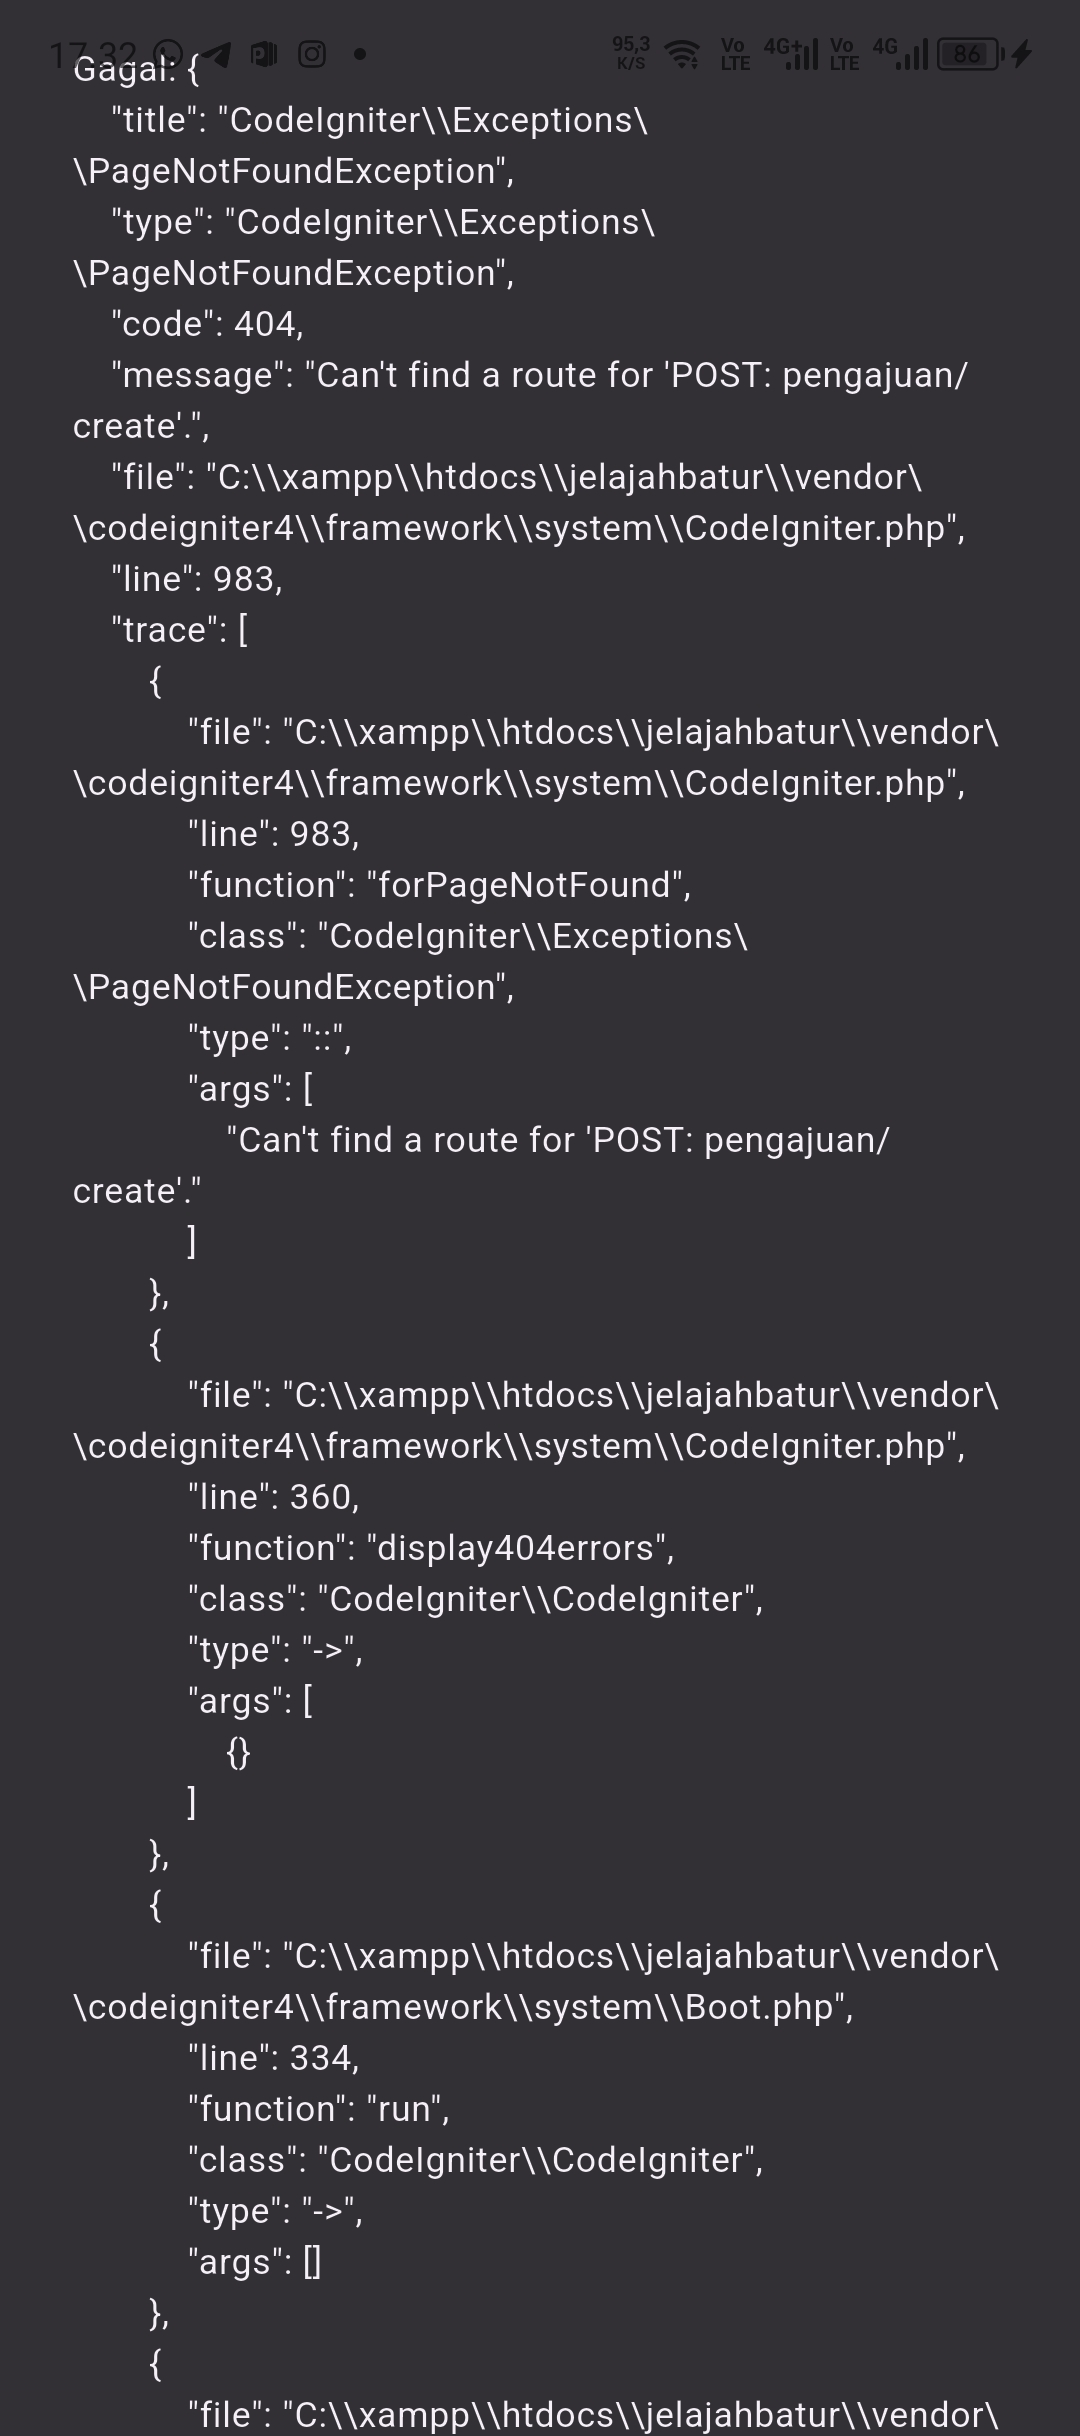 17.32
95,3 K/S Vo LTE 4G+ Vo LTE 4G 86
Gagal: {
"title": "CodeIgniter\\Exceptions\
\PageNotFoundException",
"type": "CodeIgniter\\Exceptions\
\PageNotFoundException",
"code": 404,
"message": "Can't find a route for 'POST: pengajuan/
create'.",
"file": "C:\\xampp\\htdocs\\jelajahbatur\\vendor\
\codeigniter4\\framework\\system\\CodeIgniter.php",
"line": 983,
"trace": [
{
"file": "C:\\xampp\\htdocs\\jelajahbatur\\vendor\
\codeigniter4\\framework\\system\\CodeIgniter.php",
"line": 983,
"function": "forPageNotFound",
"class": "CodeIgniter\\Exceptions\
\PageNotFoundException",
"type": "::",
"args": [
"Can't find a route for 'POST: pengajuan/
create'."
]
},
{
"file": "C:\\xampp\\htdocs\\jelajahbatur\\vendor\
\codeigniter4\\framework\\system\\CodeIgniter.php",
"line": 360,
"function": "display404errors",
"class": "CodeIgniter\\CodeIgniter",
"type": "->",
"args": [
{}
]
},
{
"file": "C:\\xampp\\htdocs\\jelajahbatur\\vendor\
\codeigniter4\\framework\\system\\Boot.php",
"line": 334,
"function": "run",
"class": "CodeIgniter\\CodeIgniter",
"type": "->",
"args": []
},
{
"file": "C:\\xampp\\htdocs\\jelajahbatur\\vendor\